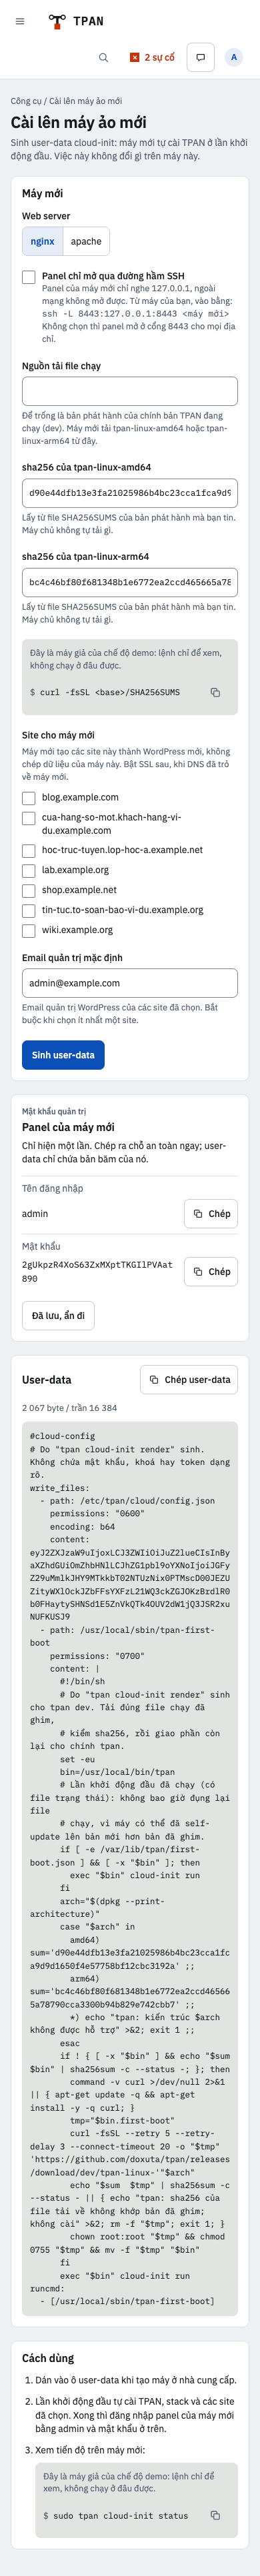 TPAN
2 sự cố
A
Công cụ / Cài lên máy ảo mới
Cài lên máy ảo mới
Sinh user-data cloud-init: máy mới tự cài TPAN ở lần khởi
động đầu. Việc này không đổi gì trên máy này.
Máy mới
Web server
nginx
apache
Panel chỉ mở qua đường hầm SSH
Panel của máy mới chỉ nghe 127.0.0.1, ngoài
mạng không mở được. Từ máy của bạn, vào bằng:
ssh -L 8443:127.0.0.1:8443 <máy mới>
Không chọn thì panel mở ở cổng 8443 cho mọi địa
chỉ.
Nguồn tải file chạy
Để trống là bản phát hành của chính bản TPAN đang
chạy (dev). Máy mới tải tpan-linux-amd64 hoặc tpan-
linux-arm64 từ đây.
sha256 của tpan-linux-amd64
d90e44dfb13e3fa21025986b4bc23cca1fca9d9
Lấy từ file SHA256SUMS của bản phát hành mà bạn tin.
Máy chủ không tự tải gì.
sha256 của tpan-linux-arm64
bc4c46bf80f681348b1e6772ea2ccd465665a78
Lấy từ file SHA256SUMS của bản phát hành mà bạn tin.
Máy chủ không tự tải gì.
Đây là máy giả của chế độ demo: lệnh chỉ để xem,
không chạy ở đâu được.
$ curl -fsSL <base>/SHA256SUMS
Site cho máy mới
Máy mới tạo các site này thành WordPress mới, không
chép dữ liệu của máy này. Bật SSL sau, khi DNS đã trỏ
về máy mới.
blog.example.com
cua-hang-so-mot.khach-hang-vi-
du.example.com
hoc-truc-tuyen.lop-hoc-a.example.net
lab.example.org
shop.example.net
tin-tuc.to-soan-bao-vi-du.example.org
wiki.example.org
Email quản trị mặc định
admin@example.com
Email quản trị WordPress của các site đã chọn. Bắt
buộc khi chọn ít nhất một site.
Sinh user-data
Mật khẩu quản trị
Panel của máy mới
Chỉ hiện một lần. Chép ra chỗ an toàn ngay; user-
data chỉ chứa bản băm của nó.
Tên đăng nhập
admin
Chép
Mật khẩu
2gUkpzR4XoS63ZxMXptTKGIlPVAat
890
Chép
Đã lưu, ẩn đi
User-data
Chép user-data
2 067 byte / trần 16 384
#cloud-config
# Do "tpan cloud-init render" sinh.
Không chứa mật khẩu, khoá hay token dạng
rõ.
write_files:
- path: /etc/tpan/cloud/config.json
permissions: "0600"
encoding: b64
content:
eyJ2ZXJzaW9uIjoxLCJ3ZWIiOiJuZ2lueCIsInBy
aXZhdGUiOmZhbHNlLCJhZG1pbl9oYXNoIjoiJGFy
Z29uMmlkJHY9MTkkbT02NTUzNix0PTMscD00JEZU
ZityWXlOckJZbFFsYXFzL21WQ3ckZGJOKzBrdlR0
b0FHaytySHNSd1E5ZnVkQTk4OUV2dW1jQ3JSR2xu
NUFKUSJ9
- path: /usr/local/sbin/tpan-first-
boot
permissions: "0700"
content: |
#!/bin/sh
# Do "tpan cloud-init render" sinh
cho tpan dev. Tải đúng file chạy đã
ghim,
# kiểm sha256, rồi giao phần còn
lại cho chính tpan.
set -eu
bin=/usr/local/bin/tpan
# Lần khởi động đầu đã chạy (có
file trạng thái): không bao giờ đụng lại
file
# chạy, vì máy có thể đã self-
update lên bản mới hơn bản đã ghim.
if [ -e /var/lib/tpan/first-
boot.json ] && [ -x "$bin" ]; then
exec "$bin" cloud-init run
fi
arch="$(dpkg --print-
architecture)"
case "$arch" in
amd64)
sum='d90e44dfb13e3fa21025986b4bc23cca1fc
a9d9d1650f4e57758bf12cbc3192a' ;;
arm64)
sum='bc4c46bf80f681348b1e6772ea2ccd46566
5a78790cca3300b94b829e742cbb7' ;;
*) echo "tpan: kiến trúc $arch
không được hỗ trợ" >&2; exit 1 ;;
esac
if ! { [ -x "$bin" ] && echo "$sum
$bin" | sha256sum -c --status -; }; then
command -v curl >/dev/null 2>&1
|| { apt-get update -q && apt-get
install -y -q curl; }
tmp="$bin.first-boot"
curl -fsSL --retry 5 --retry-
delay 3 --connect-timeout 20 -o "$tmp"
'https://github.com/doxuta/tpan/releases
/download/dev/tpan-linux-'"$arch"
echo "$sum  $tmp" | sha256sum -c
--status - || { echo "tpan: sha256 của
file tải về không khớp bản đã ghim;
không cài" >&2; rm -f "$tmp"; exit 1; }
chown root:root "$tmp" && chmod
0755 "$tmp" && mv -f "$tmp" "$bin"
fi
exec "$bin" cloud-init run
runcmd:
- [/usr/local/sbin/tpan-first-boot]
Cách dùng
1. Dán vào ô user-data khi tạo máy ở nhà cung cấp.
2. Lần khởi động đầu tự cài TPAN, stack và các site
đã chọn. Xong thì đăng nhập panel của máy mới
bằng admin và mật khẩu ở trên.
3. Xem tiến độ trên máy mới:
Đây là máy giả của chế độ demo: lệnh chỉ để
xem, không chạy ở đâu được.
$ sudo tpan cloud-init status